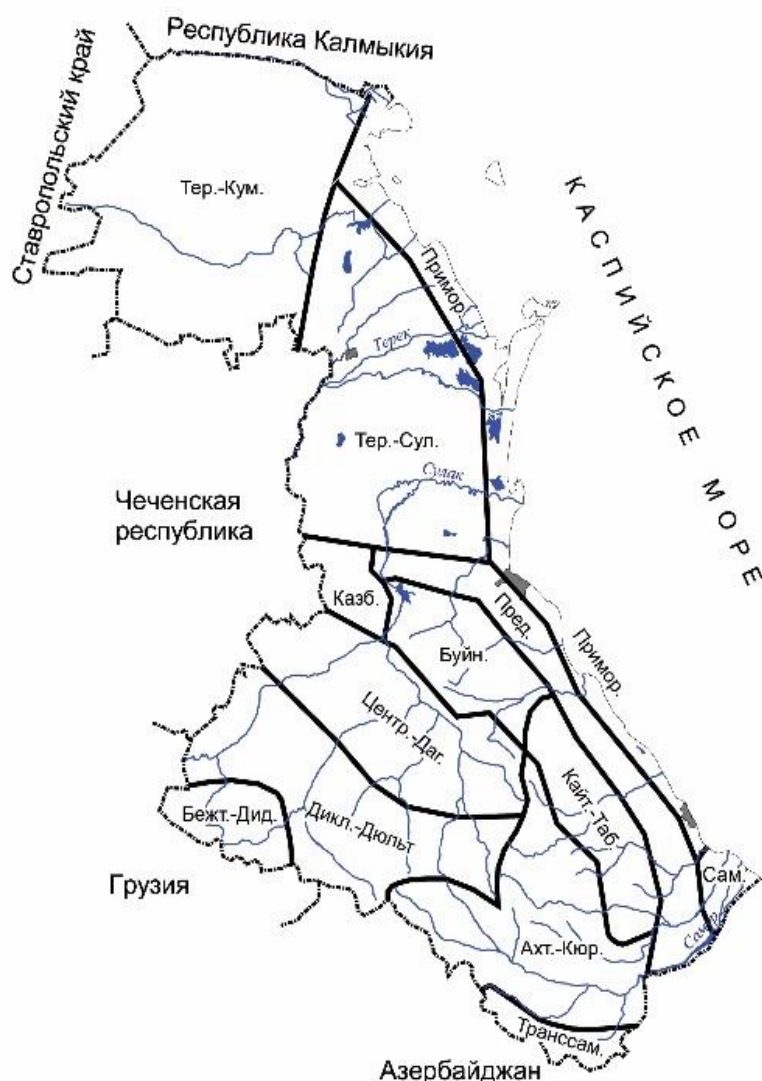 Республика Калмыкия
Ставропольский край
Тер.-Кум.
КАСПИЙСКОЕ МОРЕ
Примор.
Терек
Тер.-Сул.
Сулак
Чеченская
республика
Казб.
Пред.
Буйн.
Примор.
Центр.-Даг.
Кайт.-Таб.
Бежт.-Дид.
Дикл.-Дюльт
Сам.
Грузия
Самур
Ахт.-Кюр.
Транссам.
Азербайджан